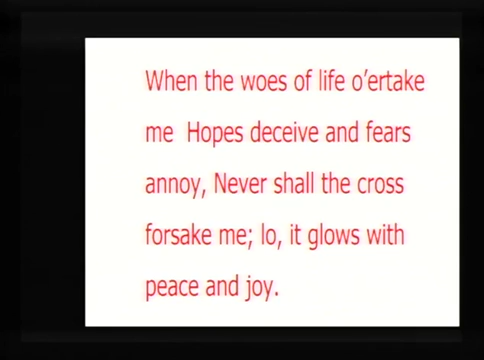 When the woes of life o’ertake
me  Hopes deceive and fears
annoy, Never shall the cross
forsake me; lo, it glows with
peace and joy.